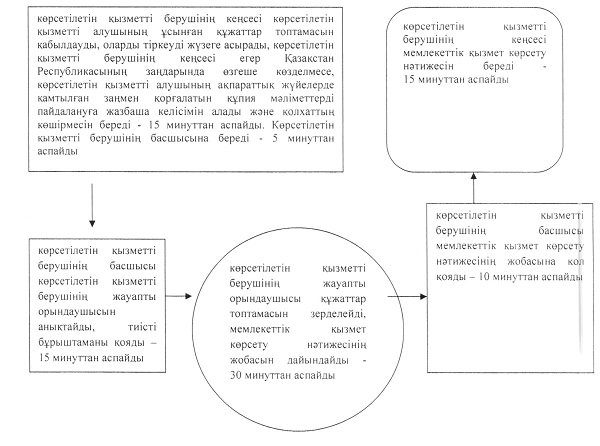 көрсетілетін қызметті берушінің кеңсесі көрсетілетін
қызметті алушының ұсынған құжаттар топтамасын
қабылдауды, оларды тіркеуді жүзеге асырады, көрсетілетін
қызметті берушінің кеңсесі егер Қазақстан
Республикасының заңдарында өзгеше көзделмесе,
көрсетілетін қызметті алушының ақпараттық жүйелерде
қамтылған заңмен қорғалатын құпия мәліметтерді
пайдалануға жазбаша келісімін алады және қолхаттың
көшірмесін береді - 15 минуттан аспайды. Көрсетілетін
қызметті берушінің басшысына береді - 5 минуттан
аспайды
көрсетілетін қызметті
берушінің басшысы
көрсетілетін қызметті
берушінің жауапты
орындаушысын
анықтайды, тиісті
бұрыштаманы қояды –
15 минуттан аспайды
көрсетілетін қызметті
берушінің жауапты
орындаушысы құжаттар
топтамасын зерделейді,
мемлекеттік қызмет
көрсету нәтижесінің
жобасын дайындайды -
30 минуттан аспайды
көрсетілетін қызметті
берушінің басшысы
мемлекеттік қызмет көрсету
нәтижесінің жобасына қол
қояды – 10 минуттан аспайды
көрсетілетін қызметті
берушінің кеңсесі
мемлекеттік қызмет көрсету
нәтижесін береді -
15 минуттан аспайды